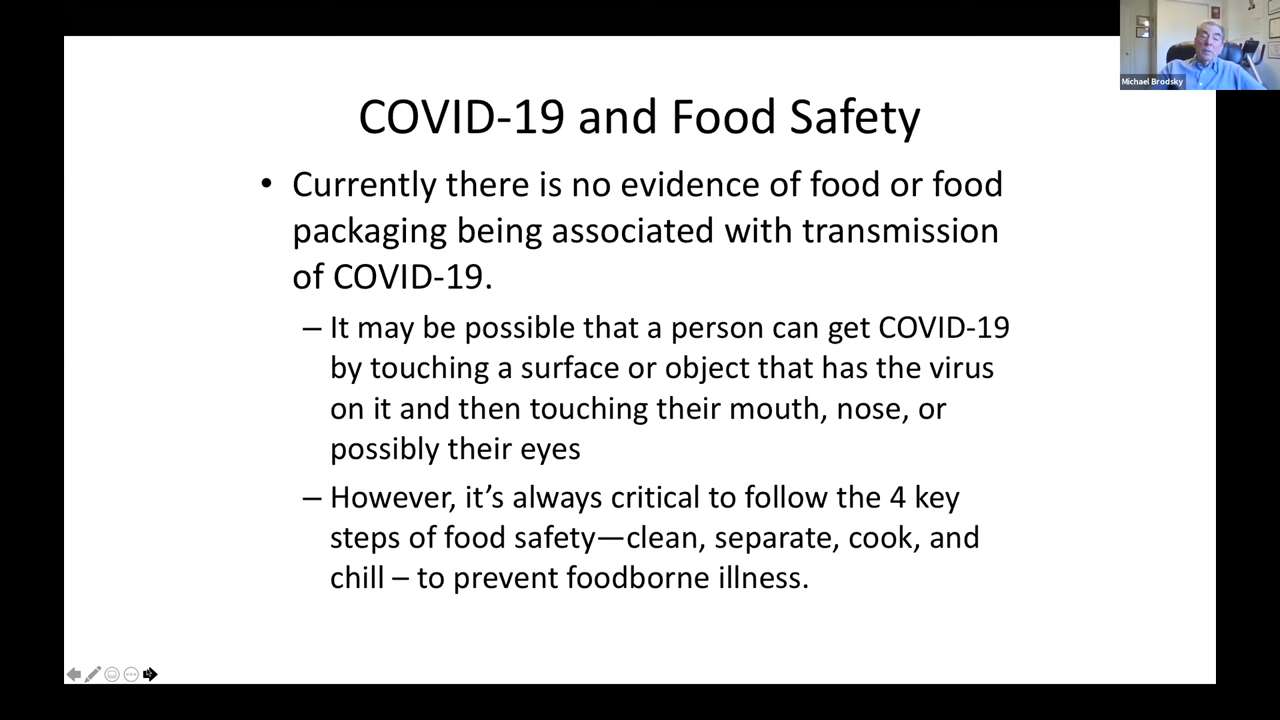 Michael Brodsky
COVID-19 and Food Safety
• Currently there is no evidence of food or food
packaging being associated with transmission
of COVID-19.
– It may be possible that a person can get COVID-19
by touching a surface or object that has the virus
on it and then touching their mouth, nose, or
possibly their eyes
– However, it’s always critical to follow the 4 key
steps of food safety—clean, separate, cook, and
chill – to prevent foodborne illness.